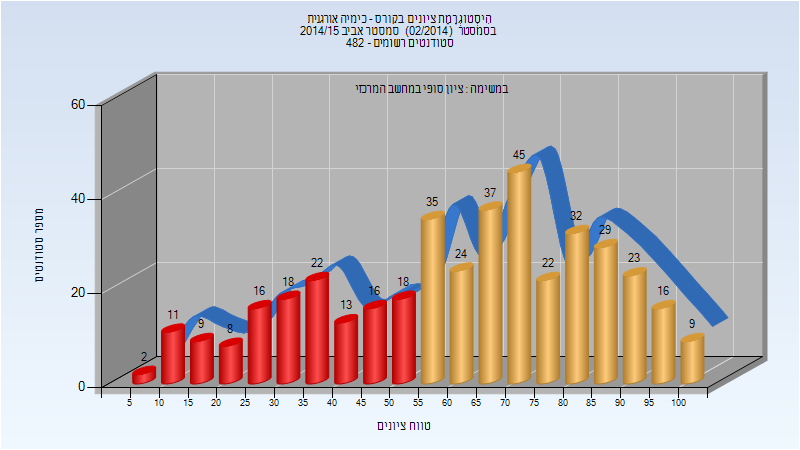 היסטוגרמת ציונים בקורס - כימיה אורגנית
בסמסטר (02/2014) סמסטר אביב 2014/15
סטודנטים רשומים - 482
במשימה : ציון סופי במחשב המרכזי
מספר סטודנטים
60
40
20
0
2 11 9 8 16 18 22 13 16 18 35 24 37 45 22 32 29 23 16 9
5 10 15 20 25 30 35 40 45 50 55 60 65 70 75 80 85 90 95 100
טווח ציונים